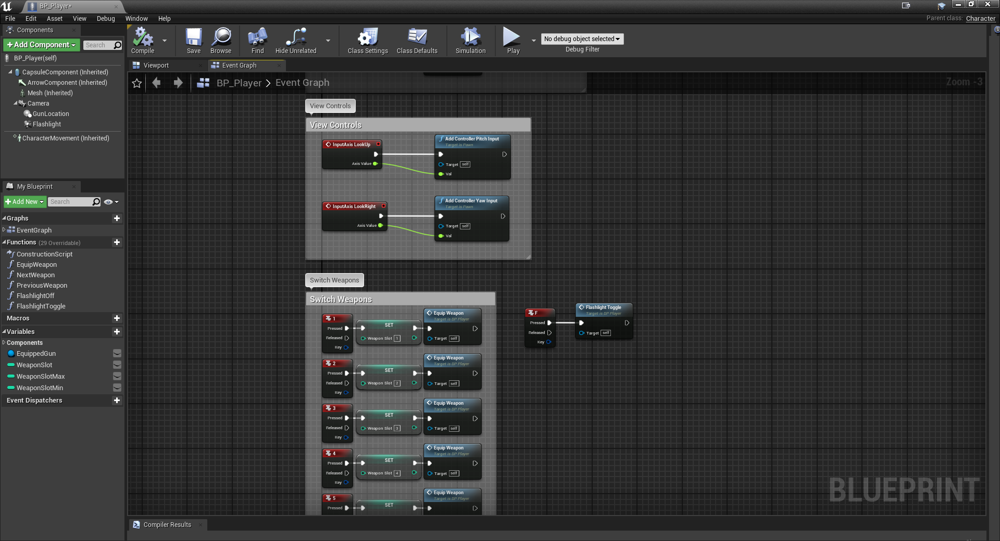 BP_Player*
File Edit Asset View Debug Window Help
Parent class: Character
Components
+Add Component
Search
BP_Player(self)
CapsuleComponent (Inherited)
ArrowComponent (Inherited)
Mesh (Inherited)
Camera
GunLocation
Flashlight
CharacterMovement (Inherited)
My Blueprint
+Add New
Search
Graphs
EventGraph
Functions (29 Overridable)
ConstructionScript
EquipWeapon
NextWeapon
PreviousWeapon
FlashlightOff
FlashlightToggle
Macros
Variables
Components
EquippedGun
WeaponSlot
WeaponSlotMax
WeaponSlotMin
Event Dispatchers
Compile
Save
Browse
Find
Hide Unrelated
Class Settings
Class Defaults
Simulation
Play
No debug object selected
Debug Filter
Viewport
Event Graph
BP_Player > Event Graph
Zoom -3
View Controls
View Controls
InputAxis LookUp
Axis Value
Add Controller Pitch Input
Target is Pawn
Target self
Val
InputAxis LookRight
Axis Value
Add Controller Yaw Input
Target is Pawn
Target self
Val
Switch Weapons
Switch Weapons
1
Pressed
Released
Key
SET
Weapon Slot 1
Equip Weapon
Target is BP Player
Target self
2
Pressed
Released
Key
SET
Weapon Slot 2
Equip Weapon
Target is BP Player
Target self
3
Pressed
Released
Key
SET
Weapon Slot 3
Equip Weapon
Target is BP Player
Target self
4
Pressed
Released
Key
SET
Weapon Slot 4
Equip Weapon
Target is BP Player
Target self
5
Pressed
SET
Equip Weapon
Target is BP Player
F
Pressed
Released
Key
Flashlight Toggle
Target is BP Player
Target self
BLUEPRINT
Compiler Results